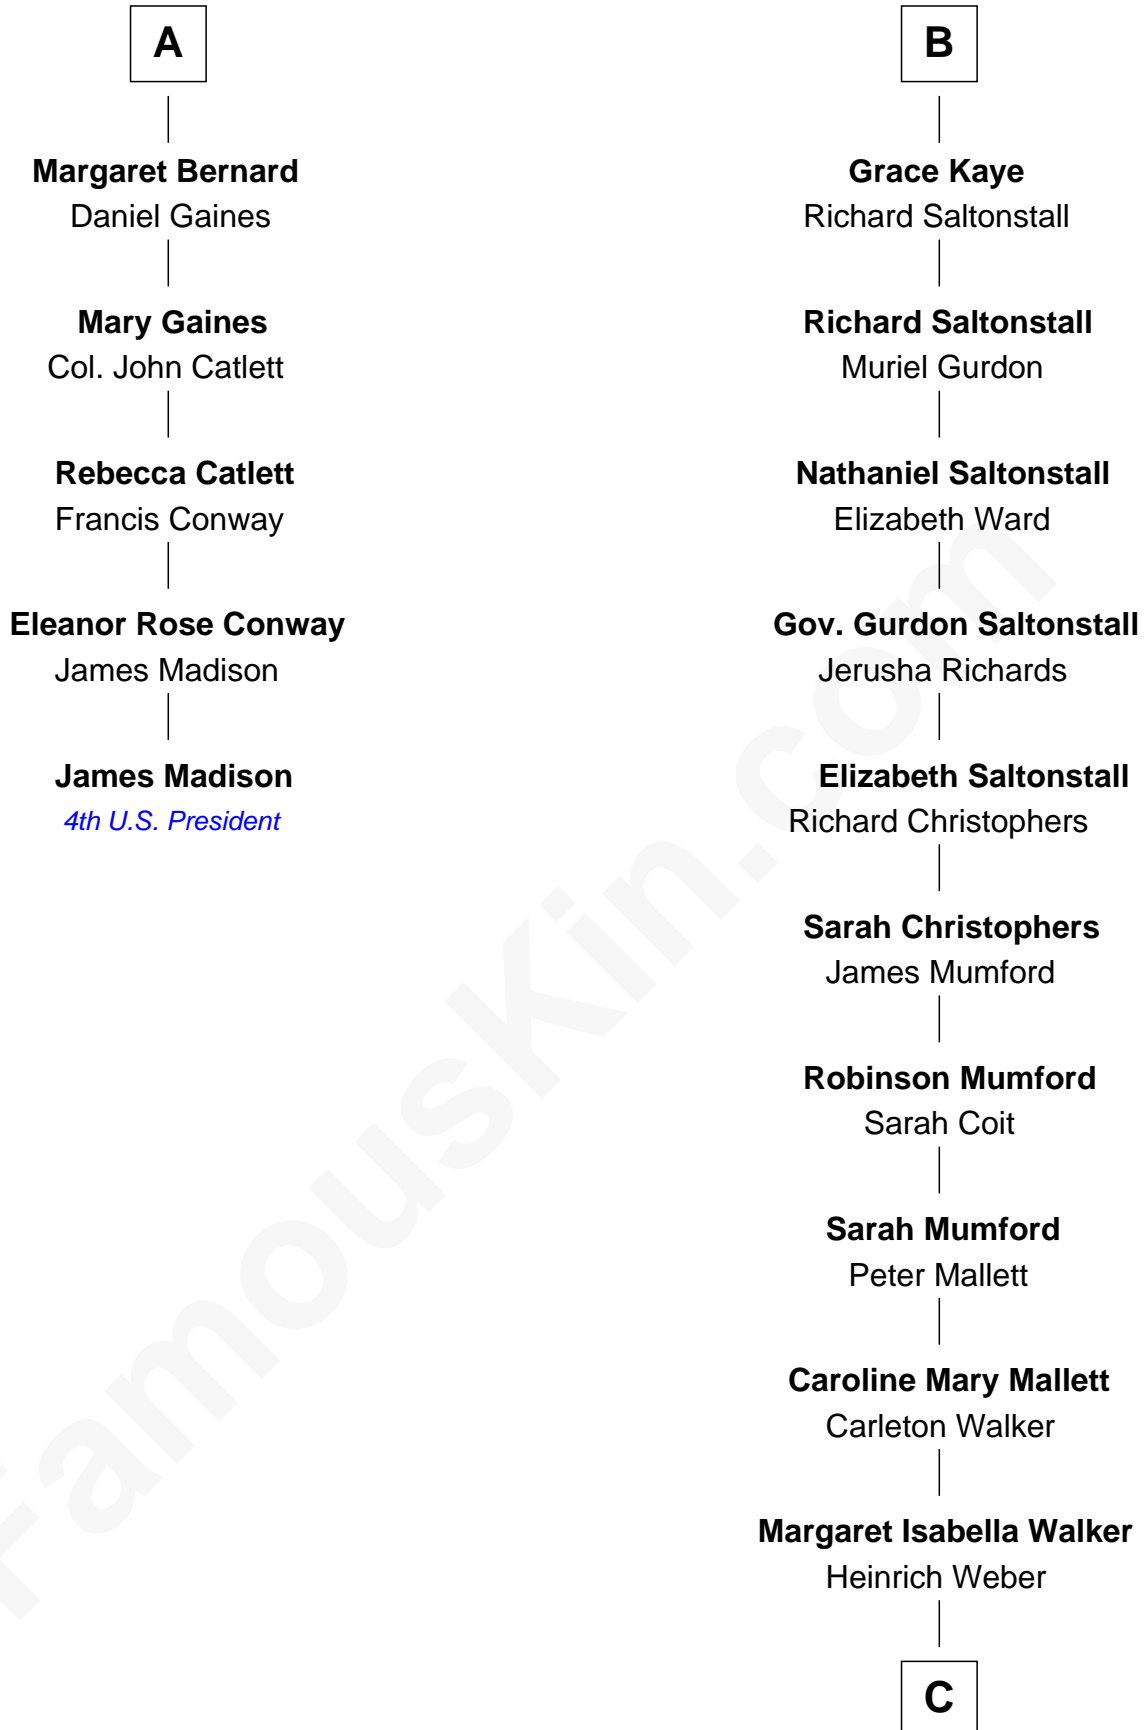 A
Margaret Bernard
Daniel Gaines
Mary Gaines
Col. John Catlett
Rebecca Catlett
Francis Conway
Eleanor Rose Conway
James Madison
James Madison
4th U.S. President
B
Grace Kaye
Richard Saltonstall
Richard Saltonstall
Muriel Gurdon
Nathaniel Saltonstall
Elizabeth Ward
Gov. Gurdon Saltonstall
Jerusha Richards
Elizabeth Saltonstall
Richard Christophers
Sarah Christophers
James Mumford
Robinson Mumford
Sarah Coit
Sarah Mumford
Peter Mallett
Caroline Mary Mallett
Carleton Walker
Margaret Isabella Walker
Heinrich Weber
C
FamousKin.com